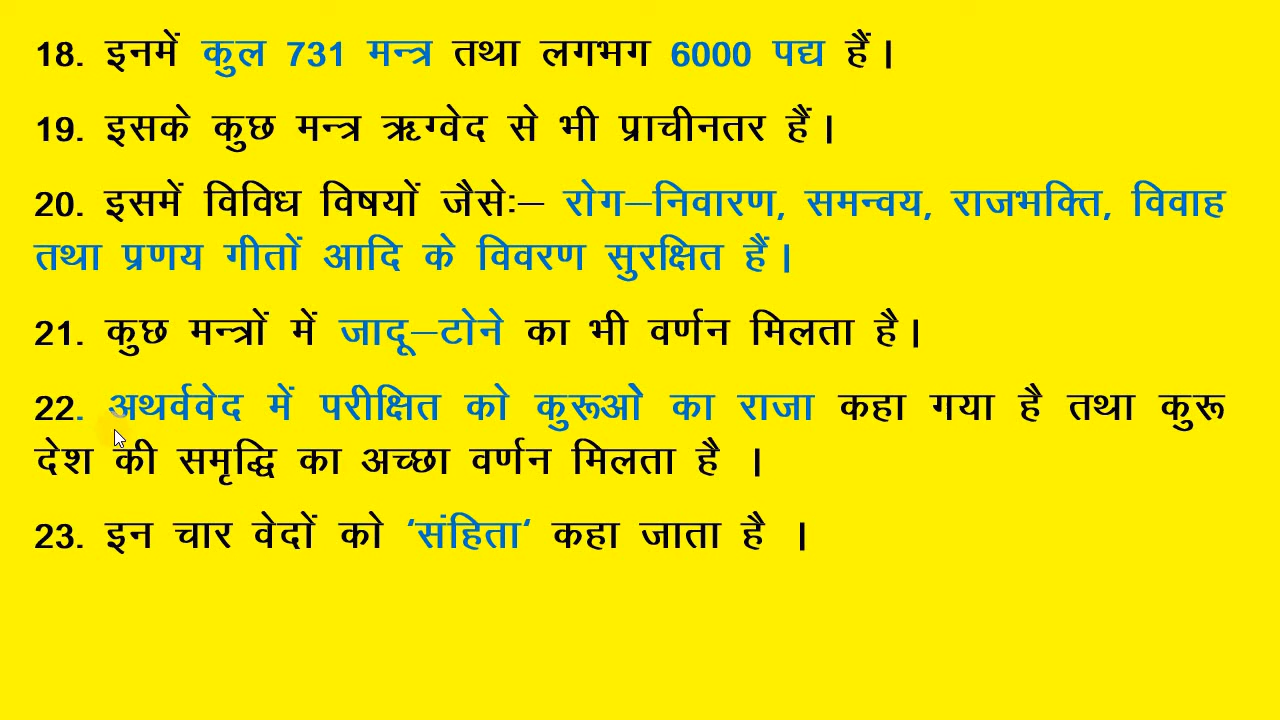 18. इनमें कुल 731 मन्त्र तथा लगभग 6000 पद्य हैं।
19. इसके कुछ मन्त्र ऋग्वेद से भी प्राचीनतर हैं।
20. इसमें विविध विषयों जैसेः– रोग–निवारण, समन्वय, राजभक्ति, विवाह
तथा प्रणय गीतों आदि के विवरण सुरक्षित हैं।
21. कुछ मन्त्रों में जादू–टोने का भी वर्णन मिलता है।
22. अथर्ववेद में परीक्षित को कुरूओे का राजा कहा गया है तथा कुरू
देश की समृद्धि का अच्छा वर्णन मिलता है ।
23. इन चार वेदों को ‘संहिता‘ कहा जाता है ।